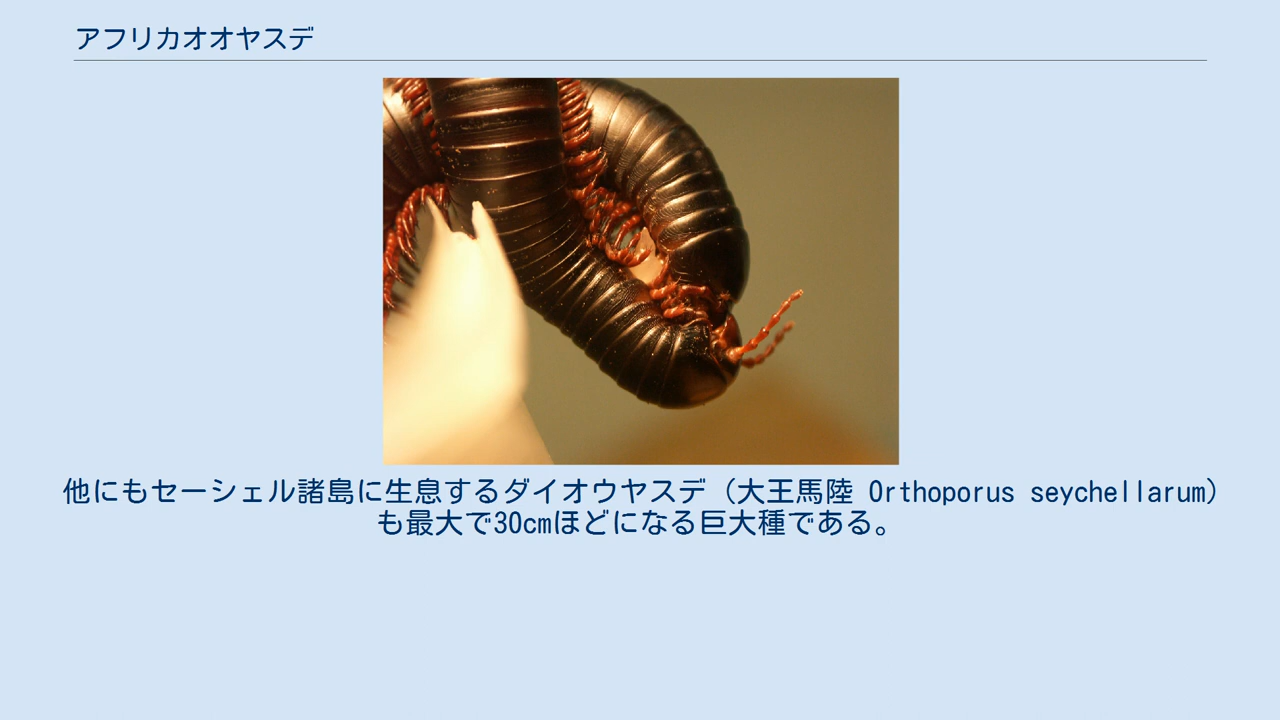 アフリカオオヤスデ
他にもセーシェル諸島に生息するダイオウヤスデ（大王馬陸 Orthoporus seychellarum）
も最大で30cmほどになる巨大種である。